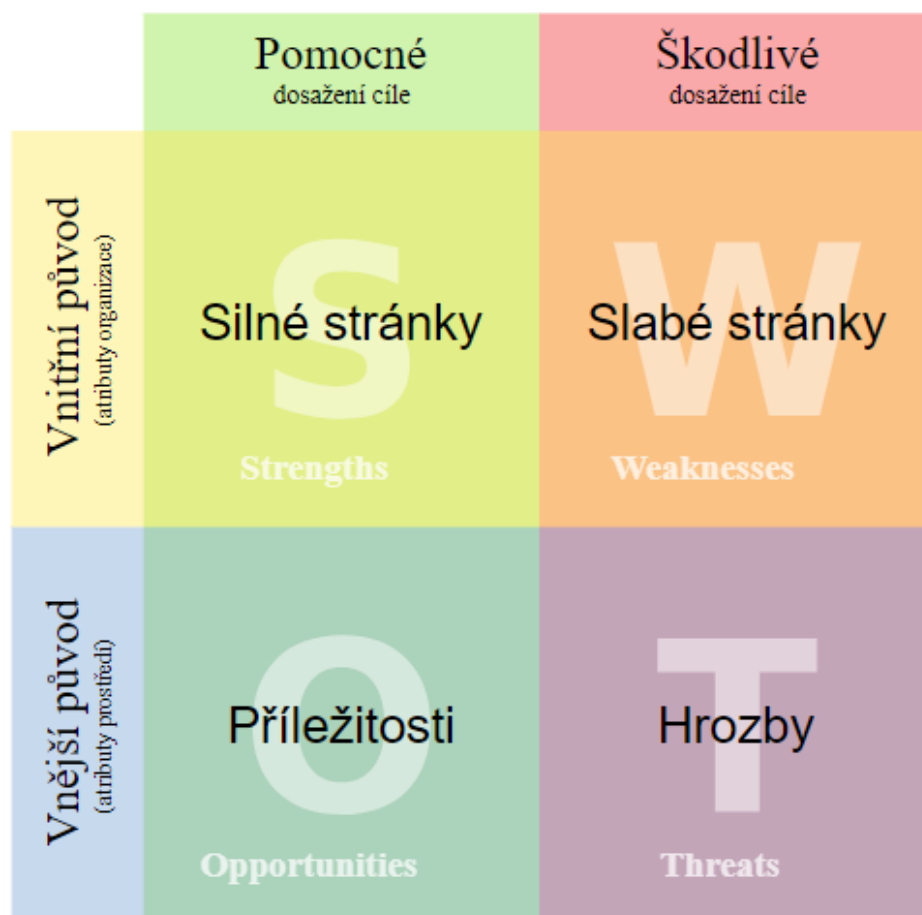 Pomocné
dosažení cíle
Škodlivé
dosažení cíle
Vnitřní původ
(atributy organizace)
S
Silné stránky
Strengths
W
Slabé stránky
Weaknesses
Vnější původ
(atributy prostředí)
O
Příležitosti
Opportunities
T
Hrozby
Threats